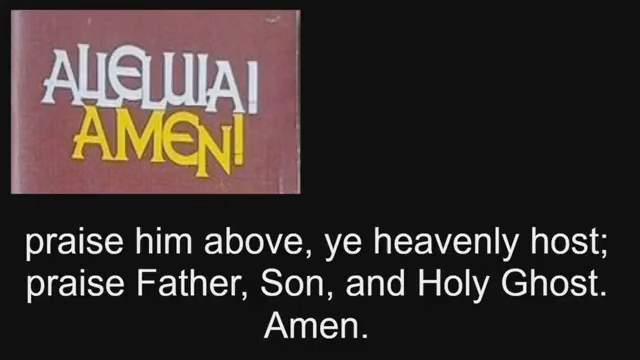 ALLELUIA!
AMEN!
praise him above, ye heavenly host;
praise Father, Son, and Holy Ghost.
Amen.